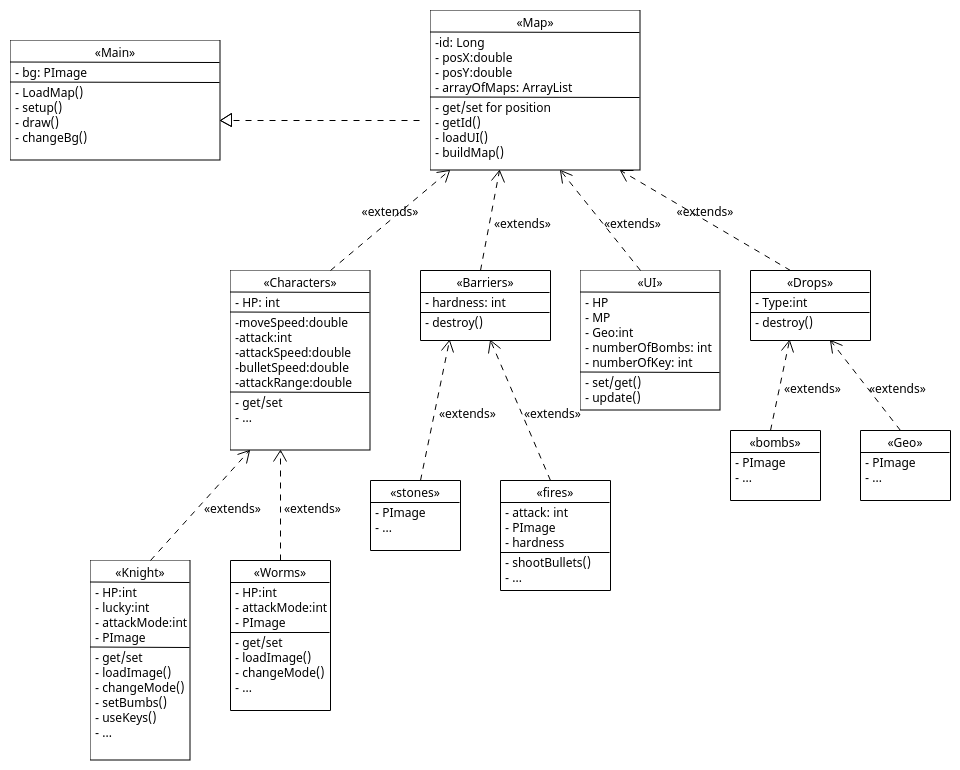 «Main»
- bg: PImage
- LoadMap()
- setup()
- draw()
- changeBg()
«Map»
-id: Long
- posX:double
- posY:double
- arrayOfMaps: ArrayList
- get/set for position
- getId()
- loadUI()
- buildMap()
«extends»
«extends»
«extends»
«extends»
«Characters»
- HP: int
-moveSpeed:double
-attack:int
-attackSpeed:double
-bulletSpeed:double
-attackRange:double
- get/set
- ...
«Barriers»
- hardness: int
- destroy()
«UI»
- HP
- MP
- Geo:int
- numberOfBombs: int
- numberOfKey: int
- set/get()
- update()
«Drops»
- Type:int
- destroy()
«extends»
«extends»
«extends»
«extends»
«bombs»
- PImage
- ...
«Geo»
- PImage
- ...
«extends»
«extends»
«stones»
- PImage
- ...
«fires»
- attack: int
- PImage
- hardness
- shootBullets()
- ...
«Knight»
- HP:int
- lucky:int
- attackMode:int
- PImage
- get/set
- loadImage()
- changeMode()
- setBumbs()
- useKeys()
- ...
«Worms»
- HP:int
- attackMode:int
- PImage
- get/set
- loadImage()
- changeMode()
- ...